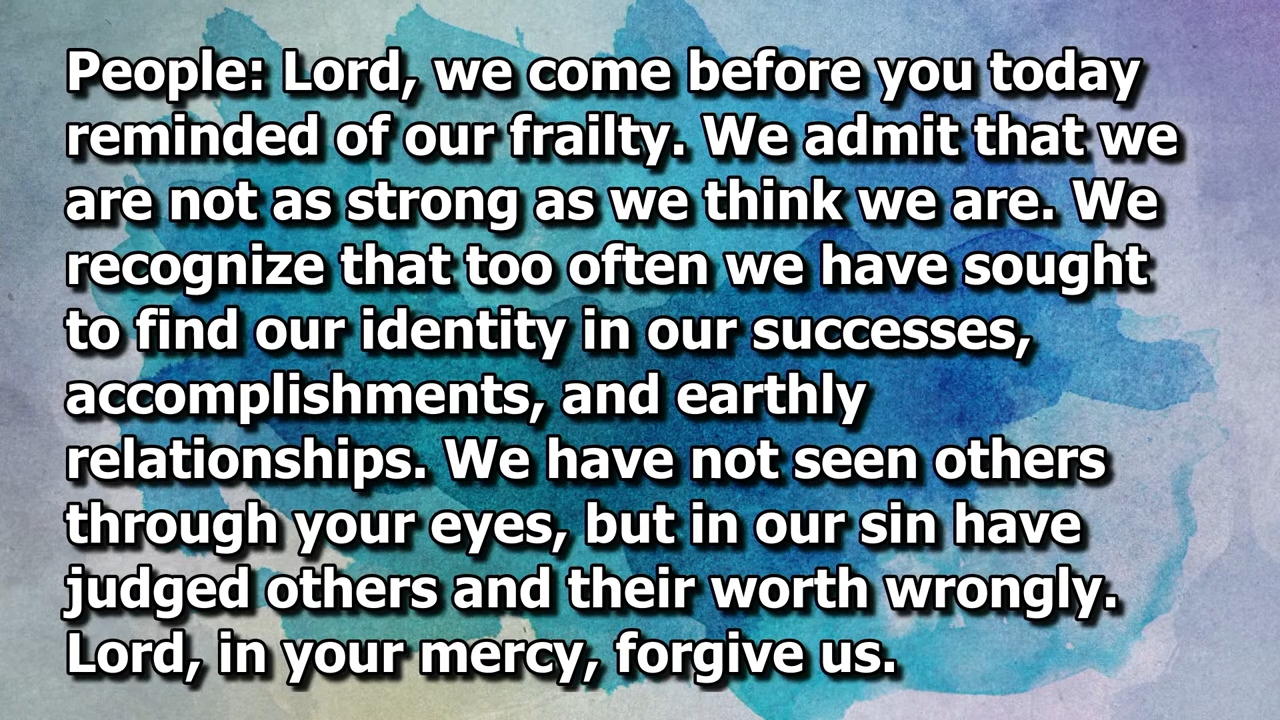 People: Lord, we come before you today
reminded of our frailty. We admit that we
are not as strong as we think we are. We
recognize that too often we have sought
to find our identity in our successes,
accomplishments, and earthly
relationships. We have not seen others
through your eyes, but in our sin have
judged others and their worth wrongly.
Lord, in your mercy, forgive us.